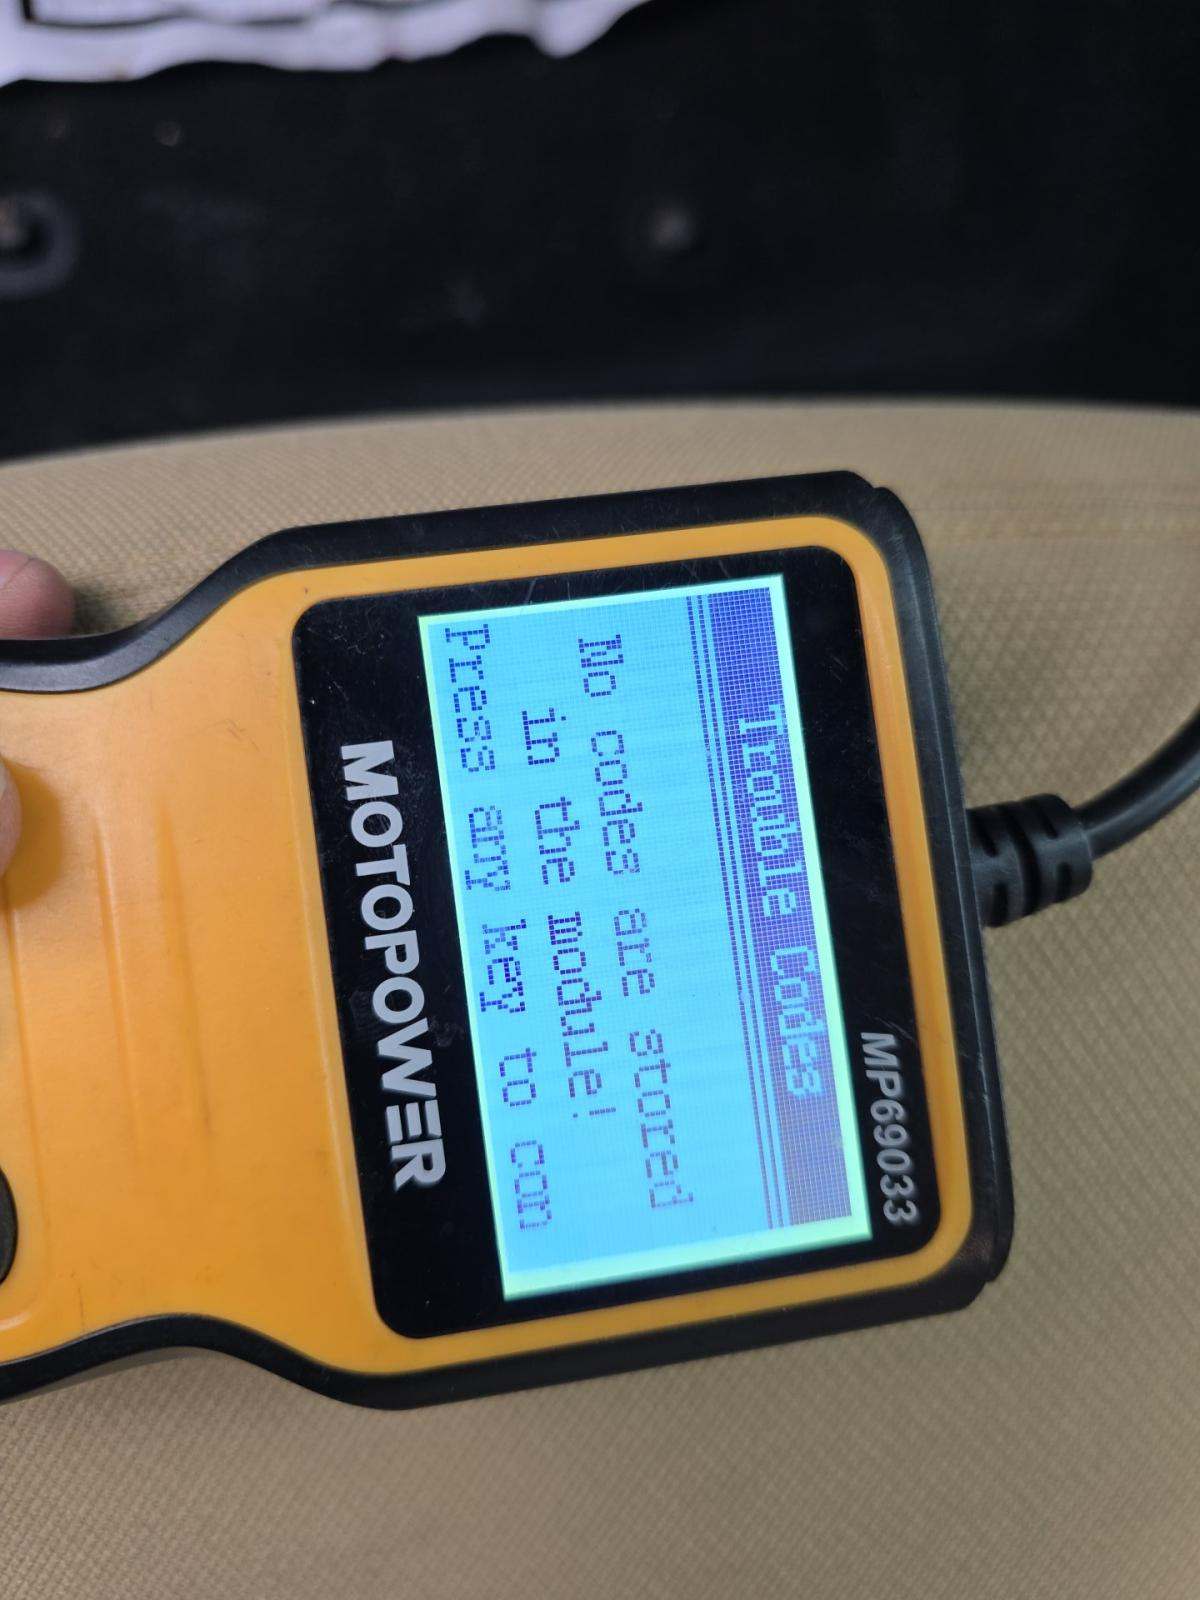 MP69033
Trouble Codes
No codes are stored
in the module!
Press any key to con
MOTOPOWER